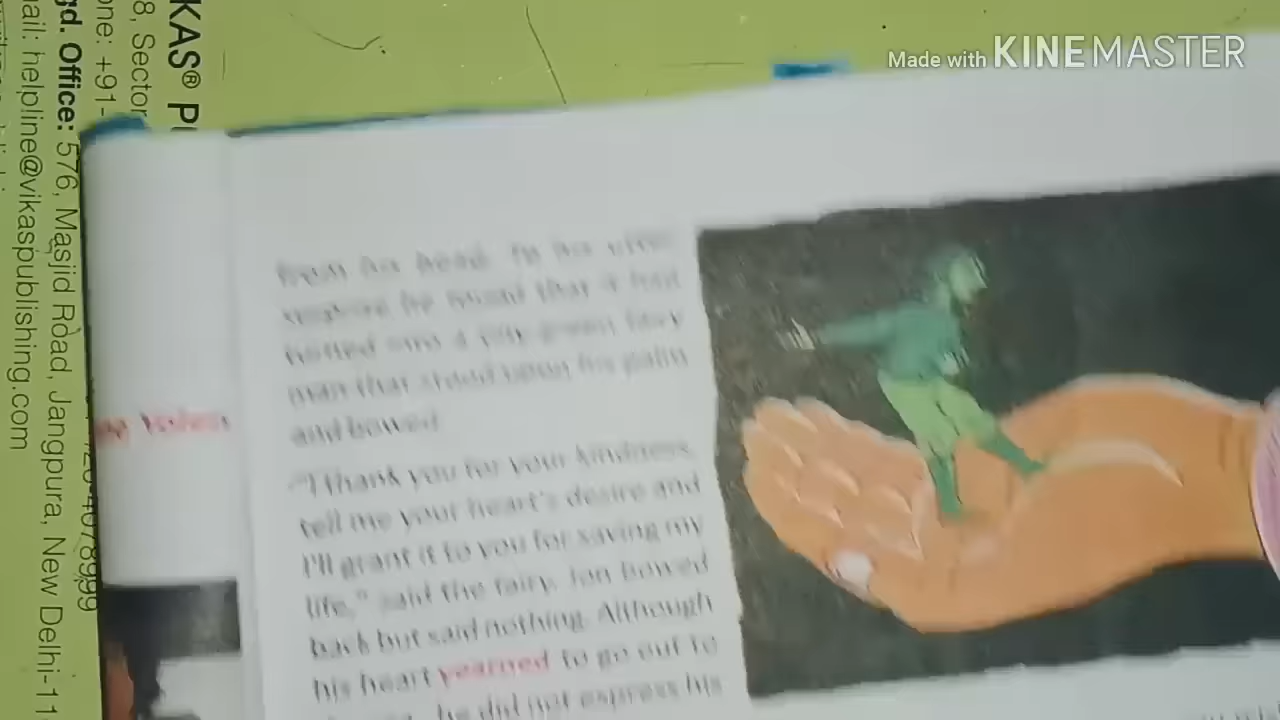 Made with KINEMASTER
KAS® P
8, Sector
one: +91-
gd. Office: 576, Masjid Road, Jangpura, New Delhi-11
ail: helpline@vikaspublishing.com
from his head. To his utter
surprise he found that it had
turned into a tiny green fairy
man that stood upon his palm
and bowed.
"I thank you for your kindness,
tell me your heart's desire and
I'll grant it to you for saving my
life," said the fairy. Jon bowed
back but said nothing. Although
his heart yearned to go out to
he did not express his